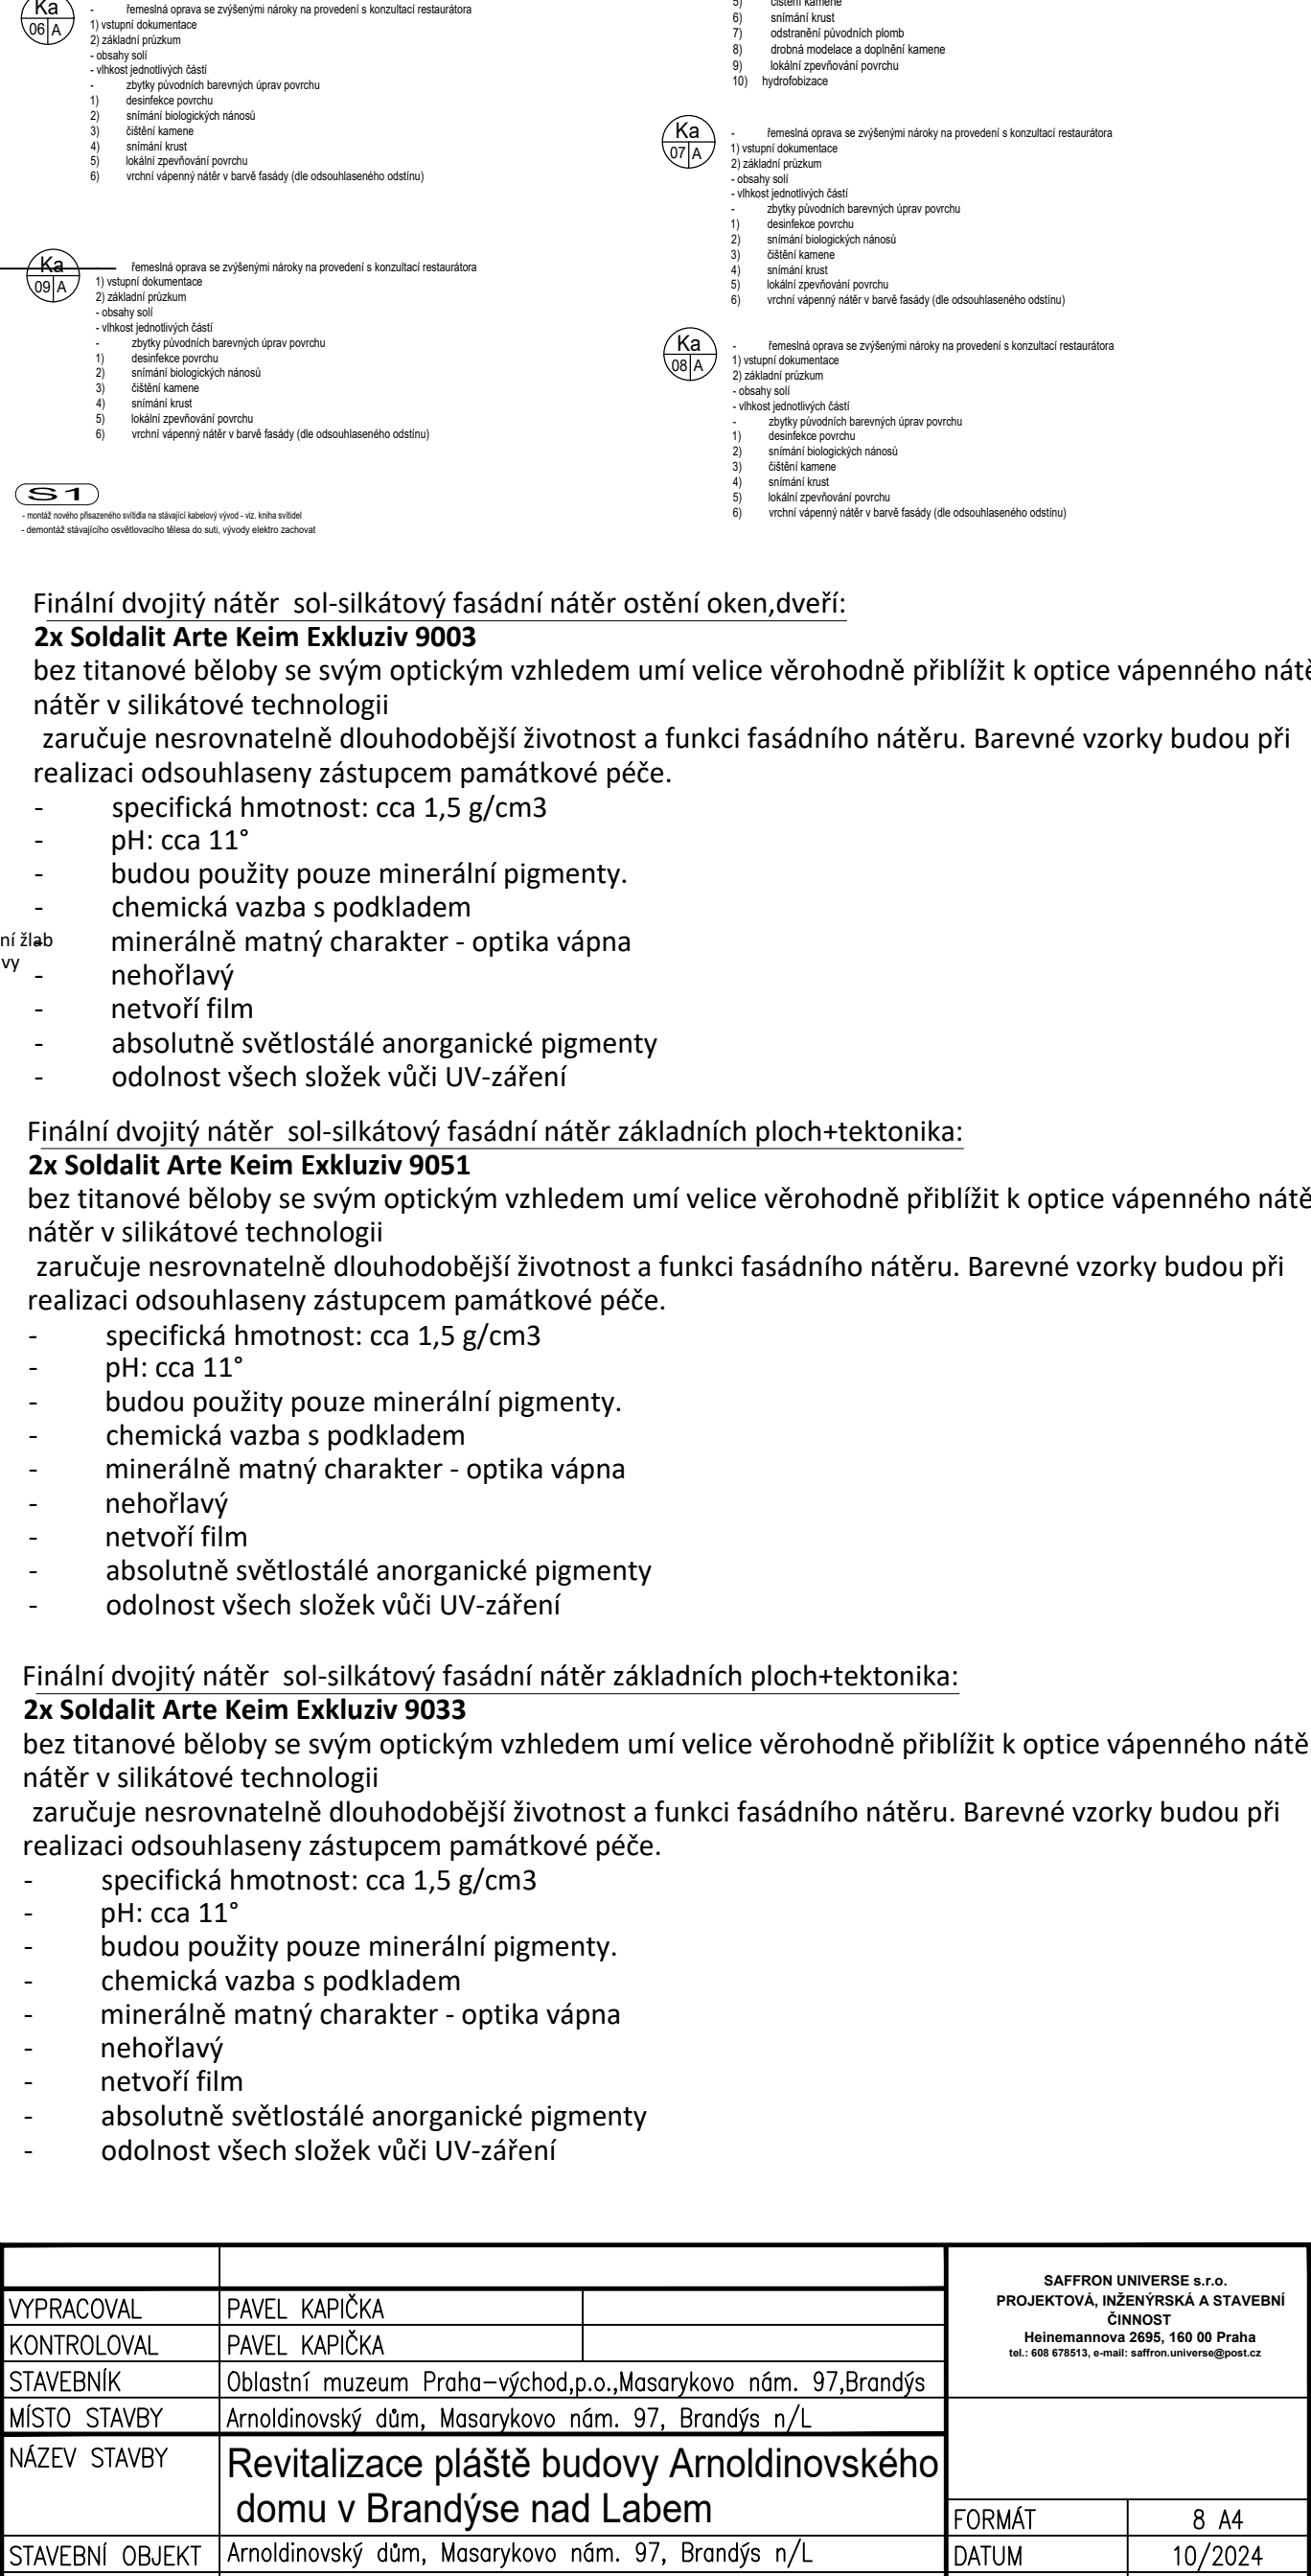 Ka
06 A
- řemeslná oprava se zvýšenými nároky na provedení s konzultací restaurátora
1) vstupní dokumentace
2) základní průzkum
- obsahy solí
- vlhkost jednotlivých částí
- zbytky původních barevných úprav povrchu
1) desinfekce povrchu
2) snímání biologických nánosů
3) čištění kamene
4) snímání krust
5) lokální zpevňování povrchu
6) vrchní vápenný nátěr v barvě fasády (dle odsouhlaseného odstínu)
Ka
09 A
řemeslná oprava se zvýšenými nároky na provedení s konzultací restaurátora
1) vstupní dokumentace
2) základní průzkum
- obsahy solí
- vlhkost jednotlivých částí
- zbytky původních barevných úprav povrchu
1) desinfekce povrchu
2) snímání biologických nánosů
3) čištění kamene
4) snímání krust
5) lokální zpevňování povrchu
6) vrchní vápenný nátěr v barvě fasády (dle odsouhlaseného odstínu)
S1
- montáž nového přisazeného svítidla na stávající kabelový vývod - viz. kniha svítidel
- demontáž stávajícího osvětlovacího tělesa do suti, vývody elektro zachovat
5) čištění kamene
6) snímání krust
7) odstranění původních plomb
8) drobná modelace a doplnění kamene
9) lokální zpevňování povrchu
10) hydrofobizace
Ka
07 A
- řemeslná oprava se zvýšenými nároky na provedení s konzultací restaurátora
1) vstupní dokumentace
2) základní průzkum
- obsahy solí
- vlhkost jednotlivých částí
- zbytky původních barevných úprav povrchu
1) desinfekce povrchu
2) snímání biologických nánosů
3) čištění kamene
4) snímání krust
5) lokální zpevňování povrchu
6) vrchní vápenný nátěr v barvě fasády (dle odsouhlaseného odstínu)
Ka
08 A
- řemeslná oprava se zvýšenými nároky na provedení s konzultací restaurátora
1) vstupní dokumentace
2) základní průzkum
- obsahy solí
- vlhkost jednotlivých částí
- zbytky původních barevných úprav povrchu
1) desinfekce povrchu
2) snímání biologických nánosů
3) čištění kamene
4) snímání krust
5) lokální zpevňování povrchu
6) vrchní vápenný nátěr v barvě fasády (dle odsouhlaseného odstínu)
Finální dvojitý nátěr sol-silkátový fasádní nátěr ostění oken,dveří:
2x Soldalit Arte Keim Exkluziv 9003
bez titanové běloby se svým optickým vzhledem umí velice věrohodně přiblížit k optice vápenného nátě
nátěr v silikátové technologii
zaručuje nesrovnatelně dlouhodobější životnost a funkci fasádního nátěru. Barevné vzorky budou při
realizaci odsouhlaseny zástupcem památkové péče.
- specifická hmotnost: cca 1,5 g/cm3
- pH: cca 11°
- budou použity pouze minerální pigmenty.
- chemická vazba s podkladem
ní žlab
vy
- minerálně matný charakter - optika vápna
- nehořlavý
- netvoří film
- absolutně světlostálé anorganické pigmenty
- odolnost všech složek vůči UV-záření
Finální dvojitý nátěr sol-silkátový fasádní nátěr základních ploch+tektonika:
2x Soldalit Arte Keim Exkluziv 9051
bez titanové běloby se svým optickým vzhledem umí velice věrohodně přiblížit k optice vápenného nátě
nátěr v silikátové technologii
zaručuje nesrovnatelně dlouhodobější životnost a funkci fasádního nátěru. Barevné vzorky budou při
realizaci odsouhlaseny zástupcem památkové péče.
- specifická hmotnost: cca 1,5 g/cm3
- pH: cca 11°
- budou použity pouze minerální pigmenty.
- chemická vazba s podkladem
- minerálně matný charakter - optika vápna
- nehořlavý
- netvoří film
- absolutně světlostálé anorganické pigmenty
- odolnost všech složek vůči UV-záření
Finální dvojitý nátěr sol-silkátový fasádní nátěr základních ploch+tektonika:
2x Soldalit Arte Keim Exkluziv 9033
bez titanové běloby se svým optickým vzhledem umí velice věrohodně přiblížit k optice vápenného nátě
nátěr v silikátové technologii
zaručuje nesrovnatelně dlouhodobější životnost a funkci fasádního nátěru. Barevné vzorky budou při
realizaci odsouhlaseny zástupcem památkové péče.
- specifická hmotnost: cca 1,5 g/cm3
- pH: cca 11°
- budou použity pouze minerální pigmenty.
- chemická vazba s podkladem
- minerálně matný charakter - optika vápna
- nehořlavý
- netvoří film
- absolutně světlostálé anorganické pigmenty
- odolnost všech složek vůči UV-záření
VYPRACOVAL PAVEL KAPIČKA
KONTROLOVAL PAVEL KAPIČKA
STAVEBNÍK Oblastní muzeum Praha-východ,p.o.,Masarykovo nám. 97,Brandýs
MÍSTO STAVBY Arnoldinovský dům, Masarykovo nám. 97, Brandýs n/L
NÁZEV STAVBY Revitalizace pláště budovy Arnoldinovského
domu v Brandýse nad Labem
STAVEBNÍ OBJEKT Arnoldinovský dům, Masarykovo nám. 97, Brandýs n/L
SAFFRON UNIVERSE s.r.o.
PROJEKTOVÁ, INŽENÝRSKÁ A STAVEBNÍ
ČINNOST
Heinemannova 2695, 160 00 Praha
tel.: 608 678513, e-mail: saffron.universe@post.cz
FORMÁT 8 A4
DATUM 10/2024